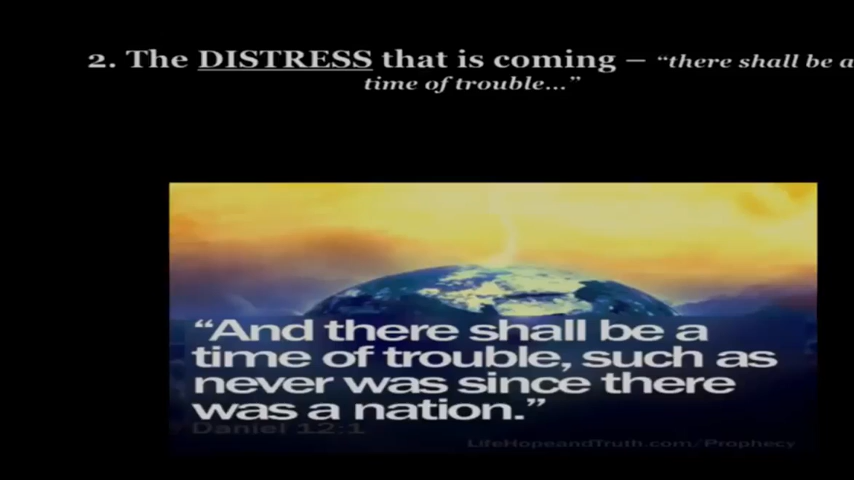 2. The DISTRESS that is coming – “there shall be a
time of trouble...”
“And there shall be a
time of trouble, such as
never was since there
was a nation.”
Daniel 12:1
LifeHopeandTruth.com/Prophecy